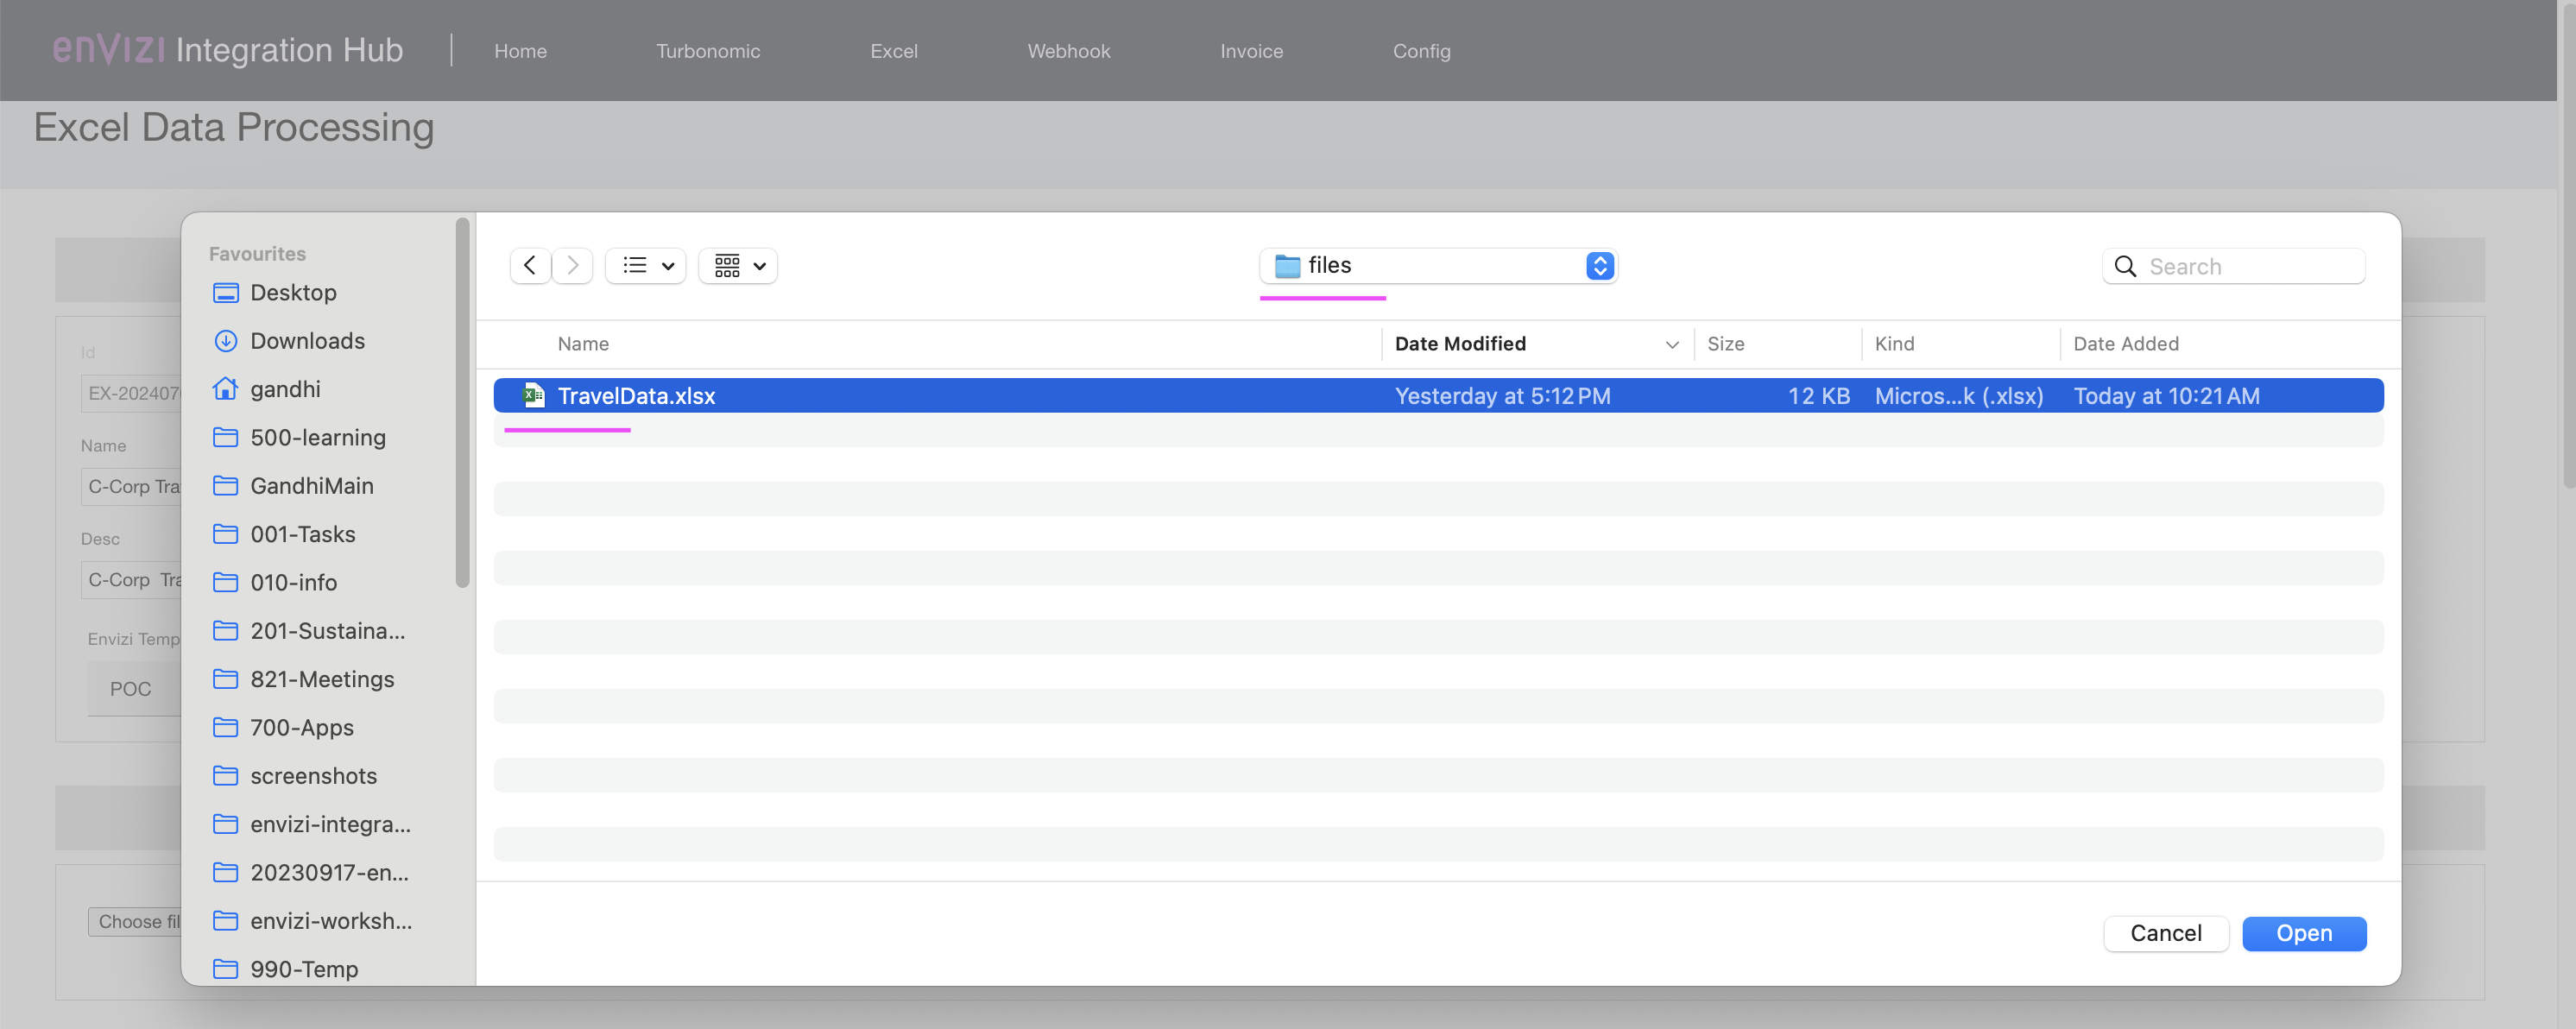 enVizi Integration Hub Home Turbonomic Excel Webhook Invoice Config
Excel Data Processing
Id
EX-2024070
Name
C-Corp Tra
Desc
C-Corp Tra
Envizi Temp
POC
Choose fil
Favourites
Desktop
Downloads
gandhi
500-learning
GandhiMain
001-Tasks
010-info
201-Sustaina...
821-Meetings
700-Apps
screenshots
envizi-integra...
20230917-en...
envizi-worksh...
990-Temp
files
Search
Name Date Modified Size Kind Date Added
TravelData.xlsx Yesterday at 5:12 PM 12 KB Micros...k (.xlsx) Today at 10:21 AM
Cancel Open